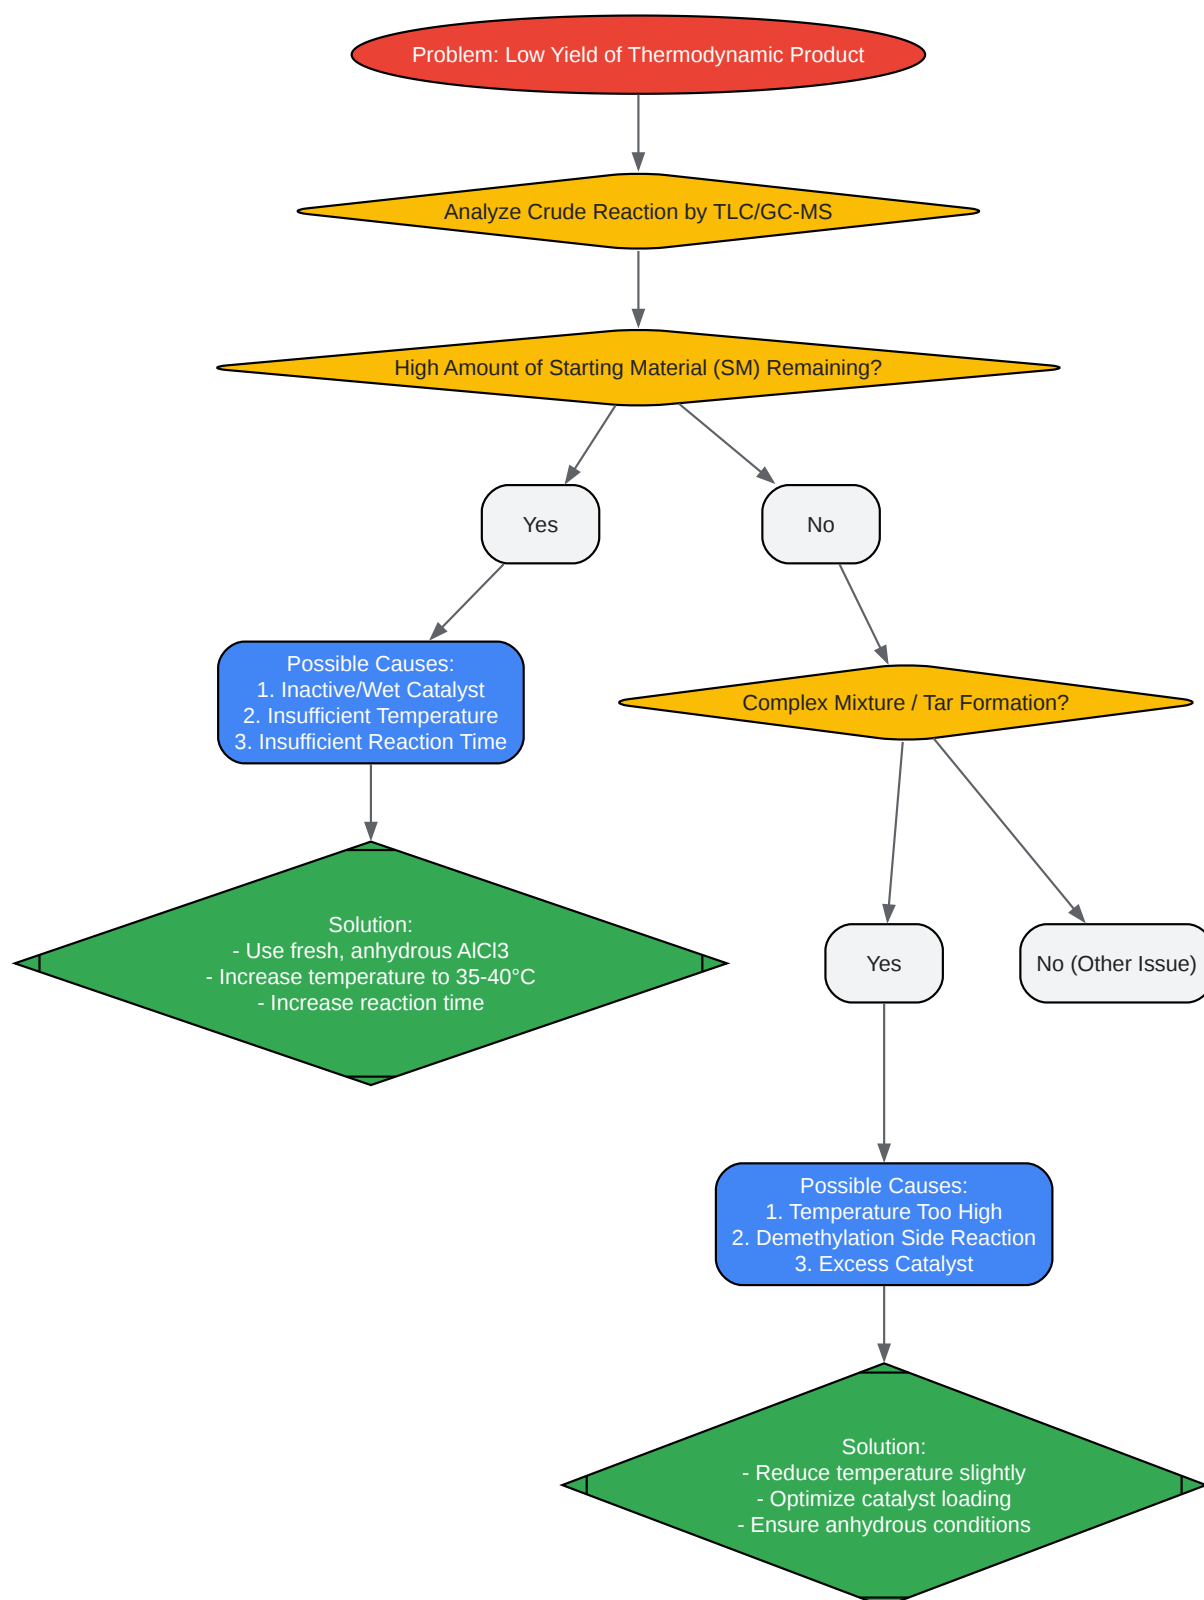 Problem: Low Yield of Thermodynamic Product
Analyze Crude Reaction by TLC/GC-MS
High Amount of Starting Material (SM) Remaining?
Yes
No
Possible Causes:
1. Inactive/Wet Catalyst
2. Insufficient Temperature
3. Insufficient Reaction Time
Complex Mixture / Tar Formation?
Solution:
- Use fresh, anhydrous AlCl3
- Increase temperature to 35-40°C
- Increase reaction time
Yes
No (Other Issue)
Possible Causes:
1. Temperature Too High
2. Demethylation Side Reaction
3. Excess Catalyst
Solution:
- Reduce temperature slightly
- Optimize catalyst loading
- Ensure anhydrous conditions